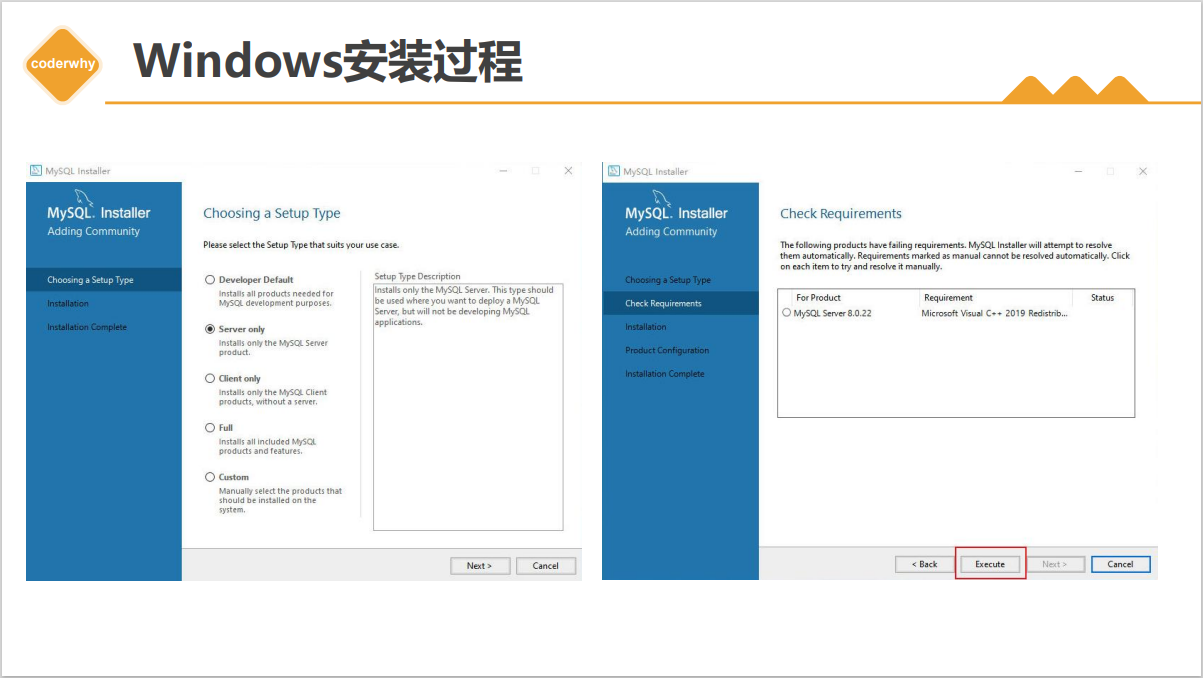 coderwhy
Windows安装过程
MySQL Installer
MySQL. Installer
Adding Community
Choosing a Setup Type
Installation
Installation Complete
Choosing a Setup Type
Please select the Setup Type that suits your use case.
Developer Default
Installs all products needed for
MySQL development purposes.
Server only
Installs only the MySQL Server
product.
Client only
Installs only the MySQL Client
products, without a server.
Full
Installs all included MySQL
products and features.
Custom
Manually select the products that
should be installed on the
system.
Setup Type Description
Installs only the MySQL Server. This type should
be used where you want to deploy a MySQL
Server, but will not be developing MySQL
applications.
Next >
Cancel
MySQL Installer
MySQL. Installer
Adding Community
Choosing a Setup Type
Check Requirements
Installation
Product Configuration
Installation Complete
Check Requirements
The following products have failing requirements. MySQL Installer will attempt to resolve
them automatically. Requirements marked as manual cannot be resolved automatically. Click
on each item to try and resolve it manually.
For Product Requirement Status
MySQL Server 8.0.22 Microsoft Visual C++ 2019 Redistrib...
< Back
Execute
Next >
Cancel